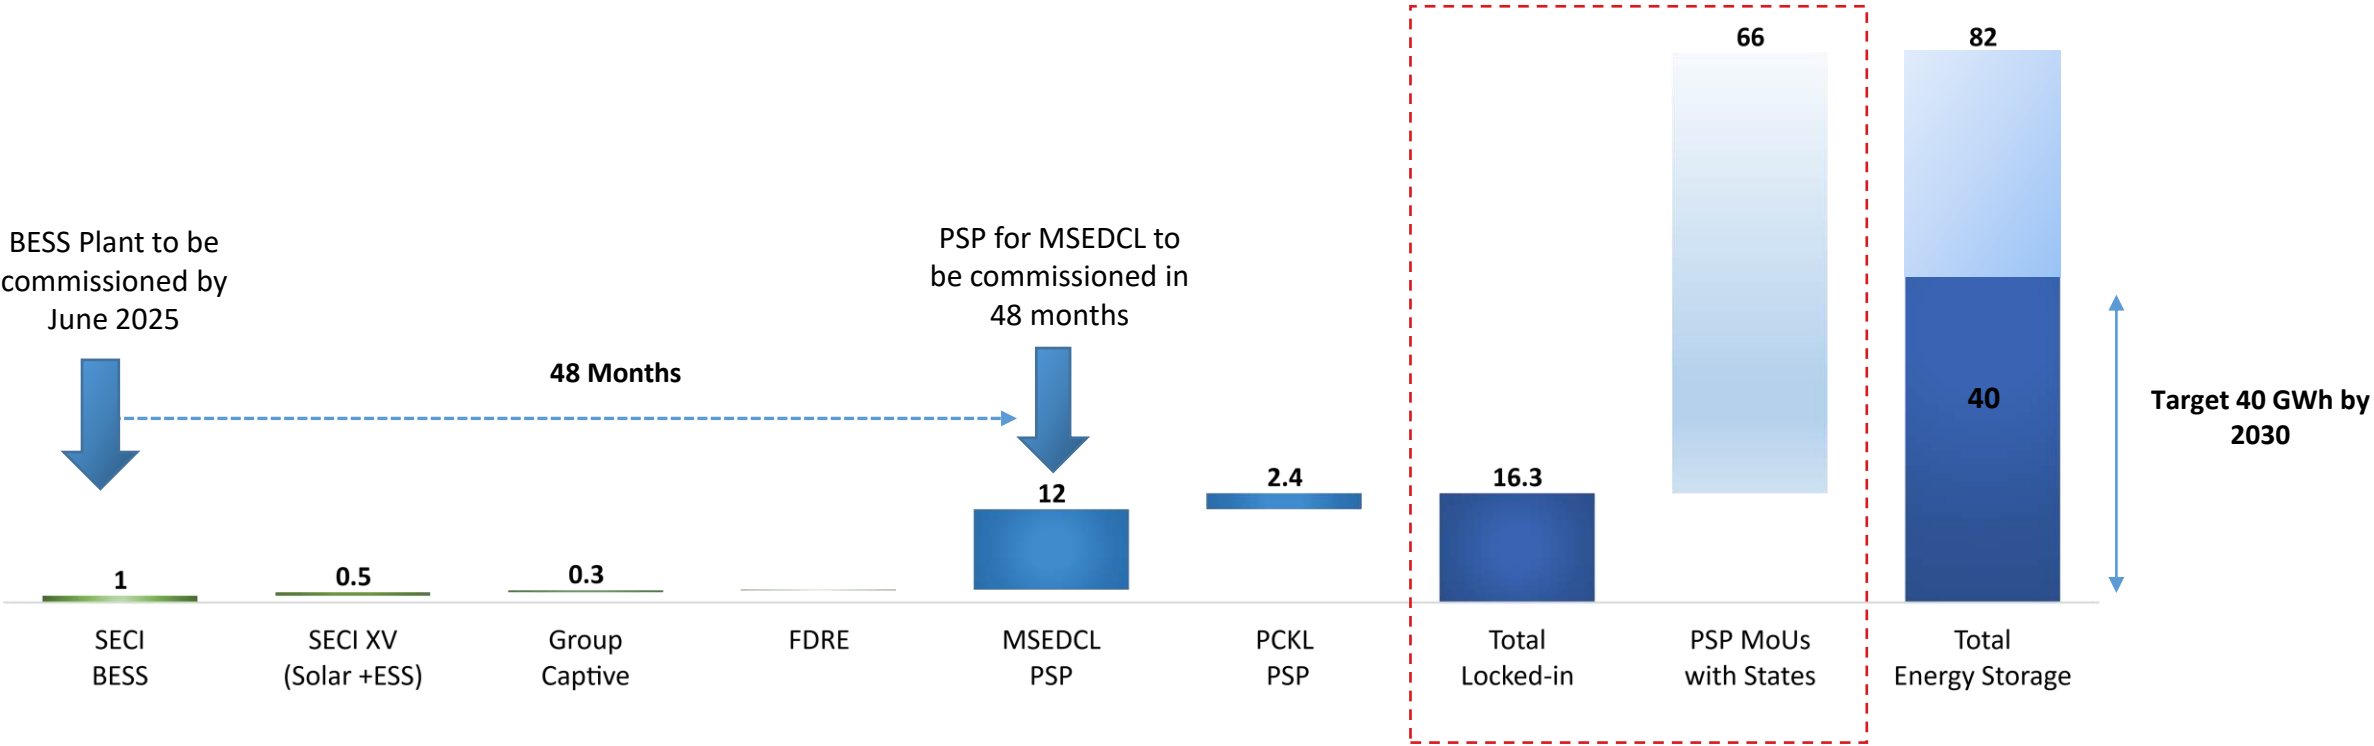 66
82
BESS Plant to be
commissioned by
June 2025
PSP for MSEDCL to
be commissioned in
48 months
48 Months
40
Target 40 GWh by
2030
1
0.5
0.3
12
2.4
16.3
SECI
BESS
SECI XV
(Solar +ESS)
Group
Captive
FDRE
MSEDCL
PSP
PCKL
PSP
Total
Locked-in
PSP MoUs
with States
Total
Energy Storage